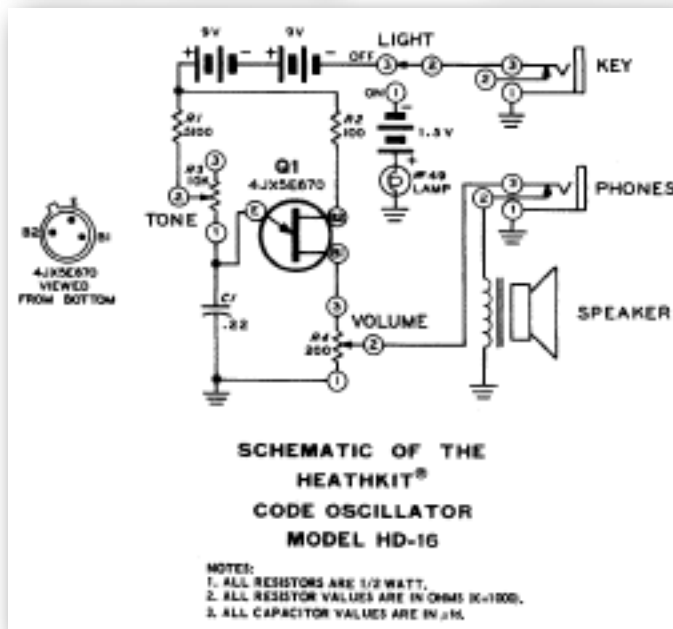 9V 9V
+ - + -
LIGHT
OFF 3 2 3 KEY
2
ON 1 - 1
R1
5100
R2
100
1.5V
+
#49
LAMP
Q1
4JX5E670
3
R3
10K
2
TONE
1
E B2
B1
3 PHONES
2
1
E
B2 B1
4JX5E670
VIEWED
FROM BOTTOM
C1
.22
3
VOLUME
R4
200
2
1
SPEAKER
SCHEMATIC OF THE
HEATHKIT®
CODE OSCILLATOR
MODEL HD-16
NOTES:
1. ALL RESISTORS ARE 1/2 WATT.
2. ALL RESISTOR VALUES ARE IN OHMS (K=1000).
3. ALL CAPACITOR VALUES ARE IN